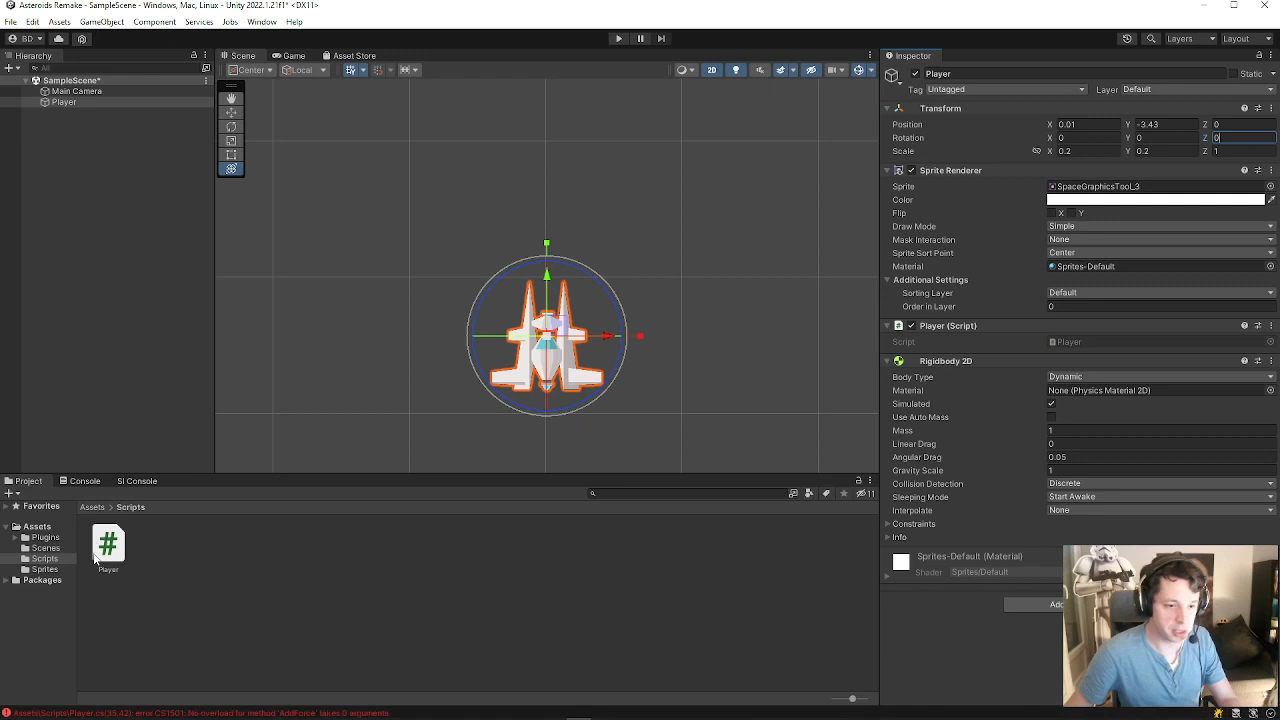 Asteroids Remake - SampleScene - Windows, Mac, Linux - Unity 2022.1.21f1* <DX11>
File Edit Assets GameObject Component Services Jobs Window Help
BD Layers Layout
Hierarchy Scene Game Asset Store Inspector
All
Center Local 2D
SampleScene*
Main Camera
Player
Player Static
Tag Untagged Layer Default
Transform
Position X 0.01 Y -3.43 Z 0
Rotation X 0 Y 0 Z 0
Scale X 0.2 Y 0.2 Z 1
Sprite Renderer
Sprite SpaceGraphicsTool_3
Color
Flip X Y
Draw Mode Simple
Mask Interaction None
Sprite Sort Point Center
Material Sprites-Default
Additional Settings
Sorting Layer Default
Order in Layer 0
# Player (Script)
Script Player
Rigidbody 2D
Body Type Dynamic
Material None (Physics Material 2D)
Simulated
Use Auto Mass
Mass 1
Linear Drag 0
Angular Drag 0.05
Gravity Scale 1
Collision Detection Discrete
Sleeping Mode Start Awake
Interpolate None
Constraints
Info
Sprites-Default (Material)
Shader Sprites/Default
Project Console SI Console
11
Favorites
Assets
Plugins
Scenes
Scripts
Sprites
Packages
Assets > Scripts
#
Player
Assets\Scripts\Player.cs(35,42): error CS1501: No overload for method 'AddForce' takes 0 arguments